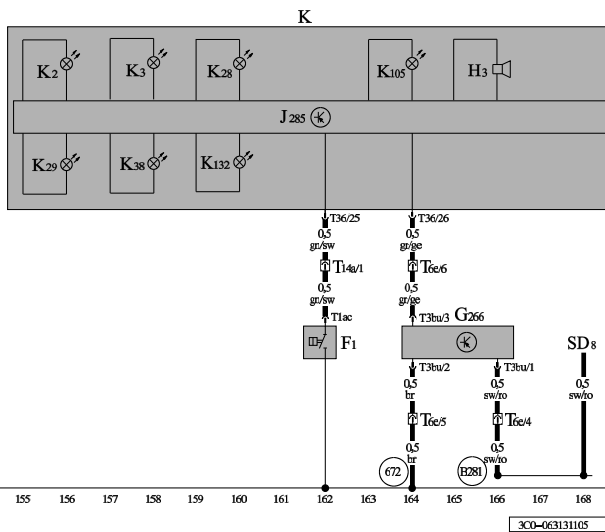 K
K2
K3
K28
K105
H3
J285
K29
K38
K132
T36/25
T36/26
0,5
gr/sw
0,5
gr/ge
T14a/1
T6e/6
0,5
gr/sw
0,5
gr/ge
T1ac
T3bu/3
G266
F1
SD8
T3bu/2
T3bu/1
0,5
br
0,5
sw/ro
0,5
sw/ro
T6e/5
T6e/4
0,5
br
0,5
sw/ro
672
B281
155 156 157 158 159 160 161 162 163 164 165 166 167 168
3C0-063131105